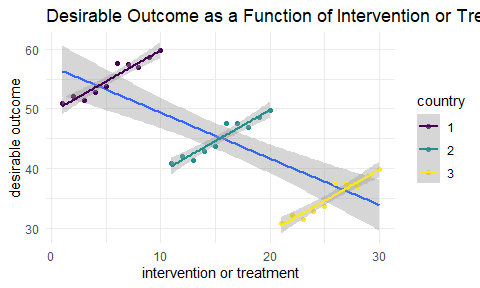 Desirable Outcome as a Function of Intervention or Tre
60
50
40
30
desirable outcome
0
10
20
30
intervention or treatment
country
1
2
3